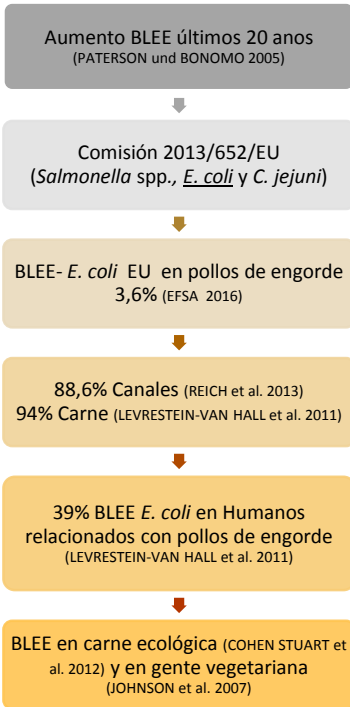 Aumento BLEE últimos 20 anos
(PATERSON und BONOMO 2005)
Comisión 2013/652/EU
(Salmonella spp., E. coli y C. jejuni)
BLEE- E. coli EU en pollos de engorde
3,6% (EFSA 2016)
88,6% Canales (REICH et al. 2013)
94% Carne (LEVRESTEIN-VAN HALL et al. 2011)
39% BLEE E. coli en Humanos
relacionados con pollos de engorde
(LEVRESTEIN-VAN HALL et al. 2011)
BLEE en carne ecológica (COHEN STUART et
al. 2012) y en gente vegetariana
(JOHNSON et al. 2007)